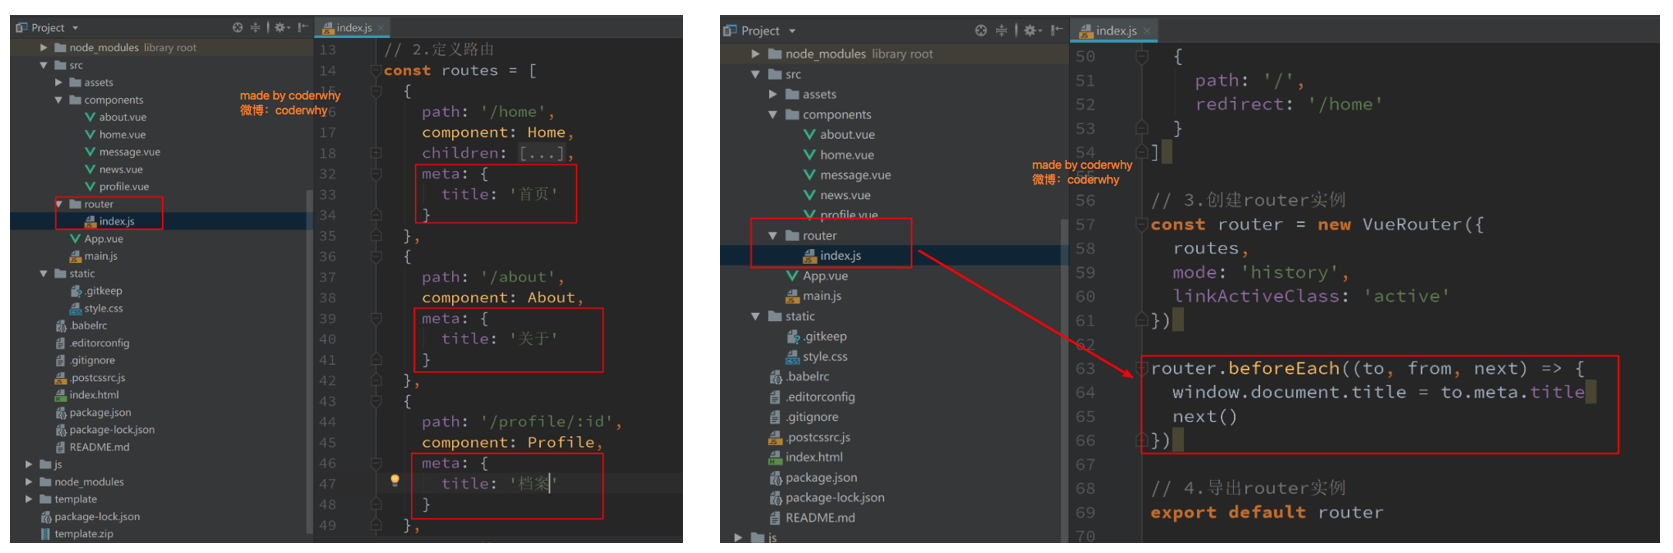 Project
node_modules library root
src
assets
components
about.vue
home.vue
message.vue
news.vue
profile.vue
router
index.js
App.vue
main.js
static
.gitkeep
style.css
.babelrc
.editorconfig
.gitignore
.postcssrc.js
index.html
package.json
package-lock.json
README.md
js
node_modules
template
package-lock.json
template.zip
made by coderwhy
微博：coderwhy
index.js
13 // 2.定义路由
14 const routes = [
15 {
16 path: '/home',
17 component: Home,
18 children: [...],
32 meta: {
33 title: '首页'
34 }
35 },
36 {
37 path: '/about',
38 component: About,
39 meta: {
40 title: '关于'
41 }
42 },
43 {
44 path: '/profile/:id',
45 component: Profile,
46 meta: {
47 title: '档案'
48 }
49 },
Project
node_modules library root
src
assets
components
about.vue
home.vue
message.vue
news.vue
profile.vue
router
index.js
App.vue
main.js
static
.gitkeep
style.css
.babelrc
.editorconfig
.gitignore
.postcssrc.js
index.html
package.json
package-lock.json
README.md
js
made by coderwhy
微博：coderwhy
index.js
50 {
51 path: '/',
52 redirect: '/home'
53 }
54 ]
56 // 3.创建router实例
57 const router = new VueRouter({
58 routes,
59 mode: 'history',
60 linkActiveClass: 'active'
61 })
62
63 router.beforeEach((to, from, next) => {
64 window.document.title = to.meta.title
65 next()
66 })
67
68 // 4.导出router实例
69 export default router
70